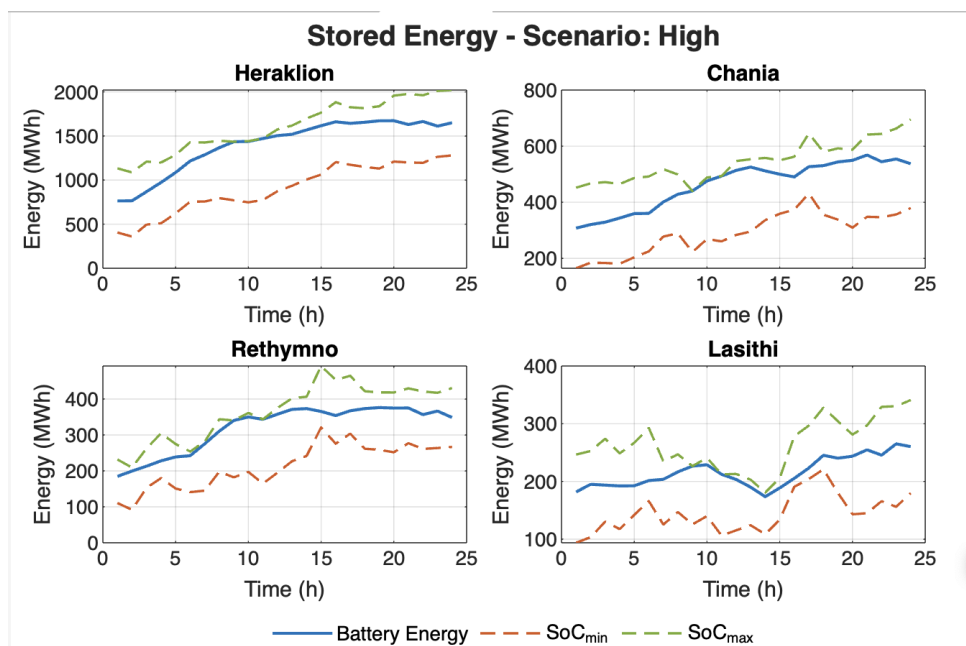 Stored Energy - Scenario: High
Heraklion
Energy (MWh)
2000
1500
1000
500
0
0 5 10 15 20 25
Time (h)
Chania
Energy (MWh)
800
600
400
200
0 5 10 15 20 25
Time (h)
Rethymno
Energy (MWh)
400
300
200
100
0
0 5 10 15 20 25
Time (h)
Lasithi
Energy (MWh)
400
300
200
100
0 5 10 15 20 25
Time (h)
Battery Energy SoCmin SoCmax